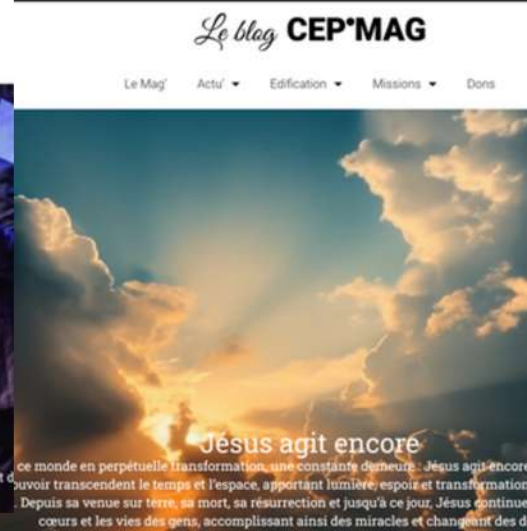 Le blog CEP•MAG
Le Mag' Actu' Edification Missions Dons
Jésus agit encore
ce monde en perpétuelle transformation, une constante demeure : Jésus agit encore
pouvoir transcendent le temps et l'espace, apportant lumière, espoir et transformation
. Depuis sa venue sur terre, sa mort, sa résurrection et jusqu'à ce jour, Jésus continue
cœurs et les vies des gens, accomplissant ainsi des miracles et changeant des